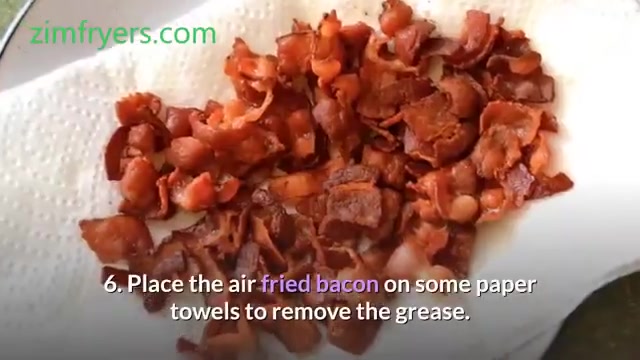 zimfryers.com
6. Place the air fried bacon on some paper
towels to remove the grease.